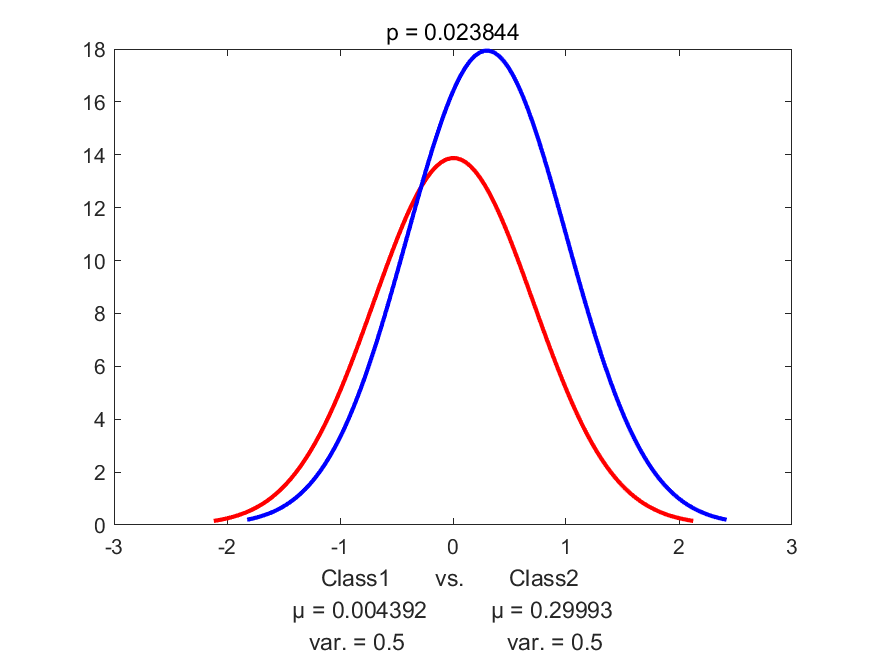 p = 0.023844
18
16
14
12
10
8
6
4
2
0
-3 -2 -1 0 1 2 3
Class1 vs. Class2
μ = 0.004392 μ = 0.29993
var. = 0.5 var. = 0.5